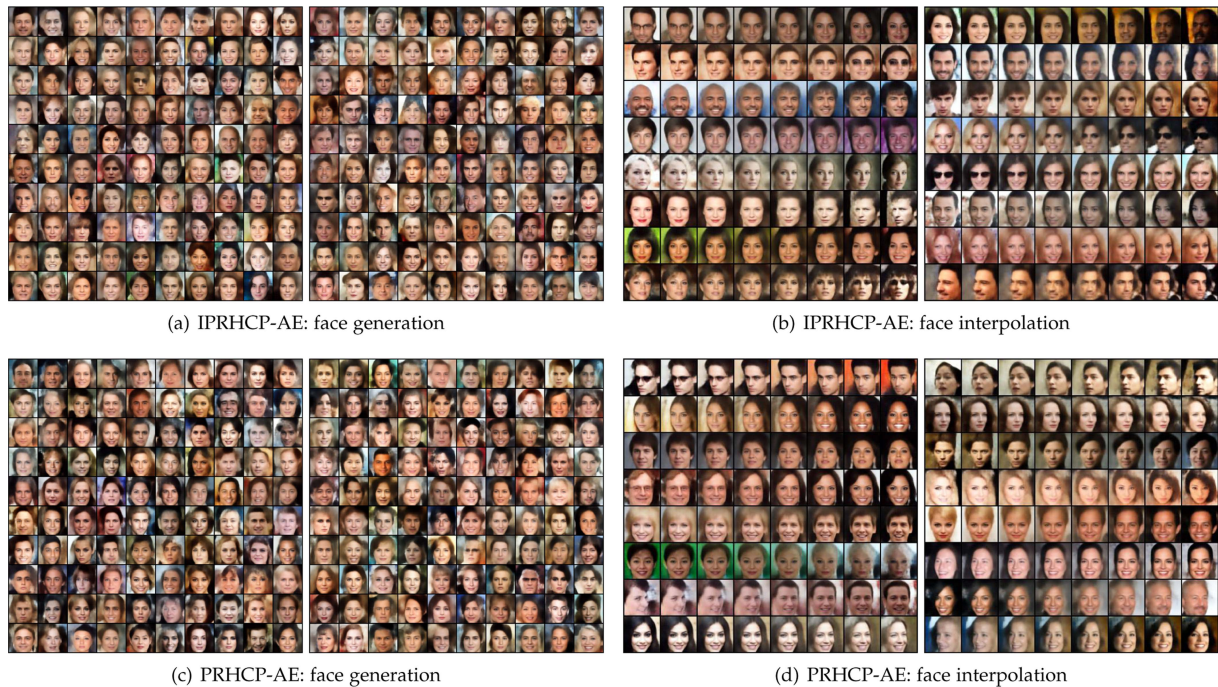 (a) IPRHCP-AE: face generation
(b) IPRHCP-AE: face interpolation
(c) PRHCP-AE: face generation
(d) PRHCP-AE: face interpolation